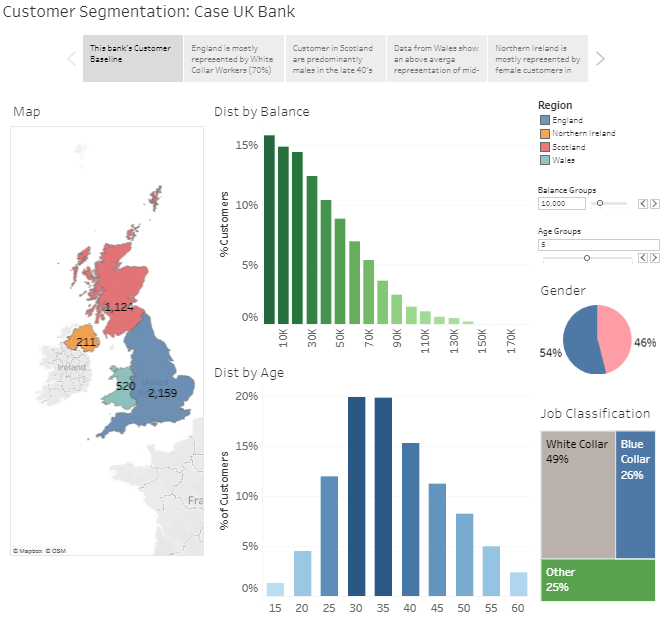 Customer Segmentation: Case UK Bank
This bank's Customer
Baseline
England is mostly
represented by White
Collar Workers (70%)
Customer in Scotland
are predominantly
males in the late 40's
Data from Wales show
an above averga
representation of mid-
Northern Ireland is
mostly represented by
female customers in
Map
1,124
211
Ireland
520
United
2,159
Fra
© Mapbox © OSM
Dist by Balance
% Customers
15%
10%
5%
0%
10K
30K
50K
70K
90K
110K
130K
150K
170K
Dist by Age
% of Customers
20%
15%
10%
5%
0%
15 20 25 30 35 40 45 50 55 60
Region
England
Northern Ireland
Scotland
Wales
Balance Groups
10,000
Age Groups
5
Gender
54%
46%
Job Classification
White Collar
49%
Blue
Collar
26%
Other
25%